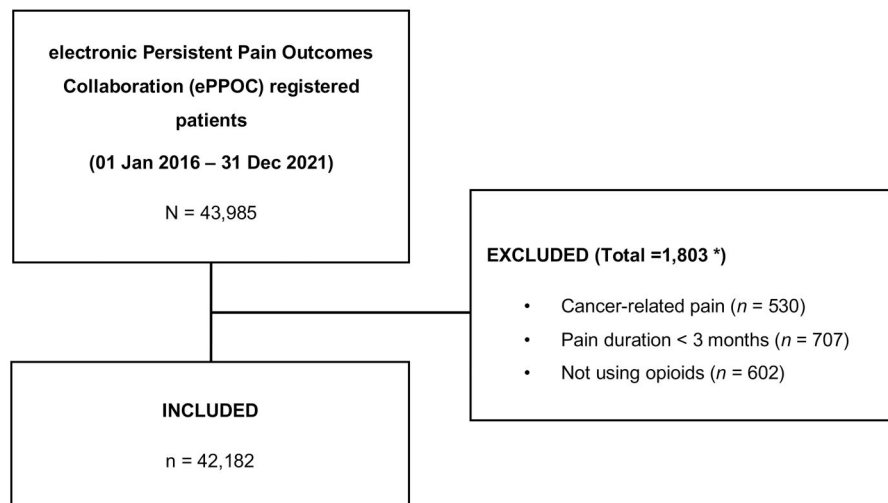 electronic Persistent Pain Outcomes
Collaboration (ePPOC) registered
patients
(01 Jan 2016 – 31 Dec 2021)
N = 43,985
EXCLUDED (Total =1,803 *)
• Cancer-related pain (n = 530)
• Pain duration < 3 months (n = 707)
• Not using opioids (n = 602)
INCLUDED
n = 42,182